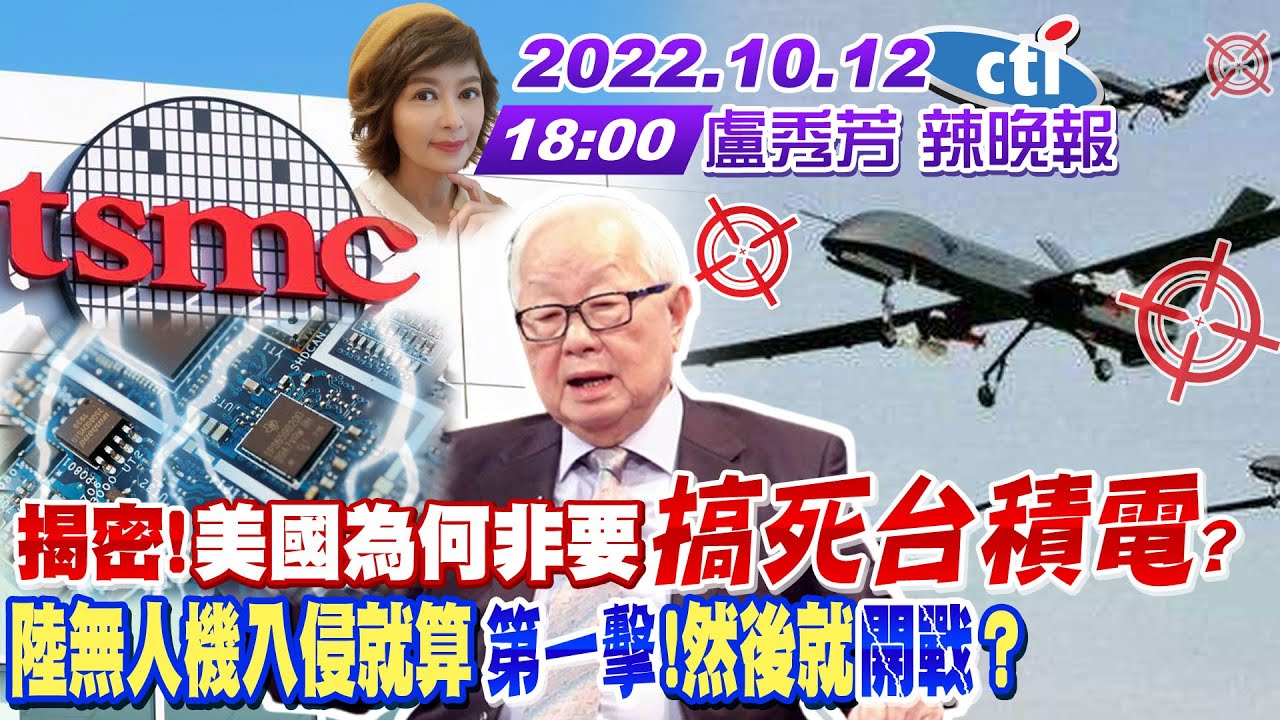 2022.10.12
cti
18:00
盧秀芳 辣晚報
tsmc
揭密!美國為何非要搞死台積電?
陸無人機入侵就算第一擊!然後就開戰?